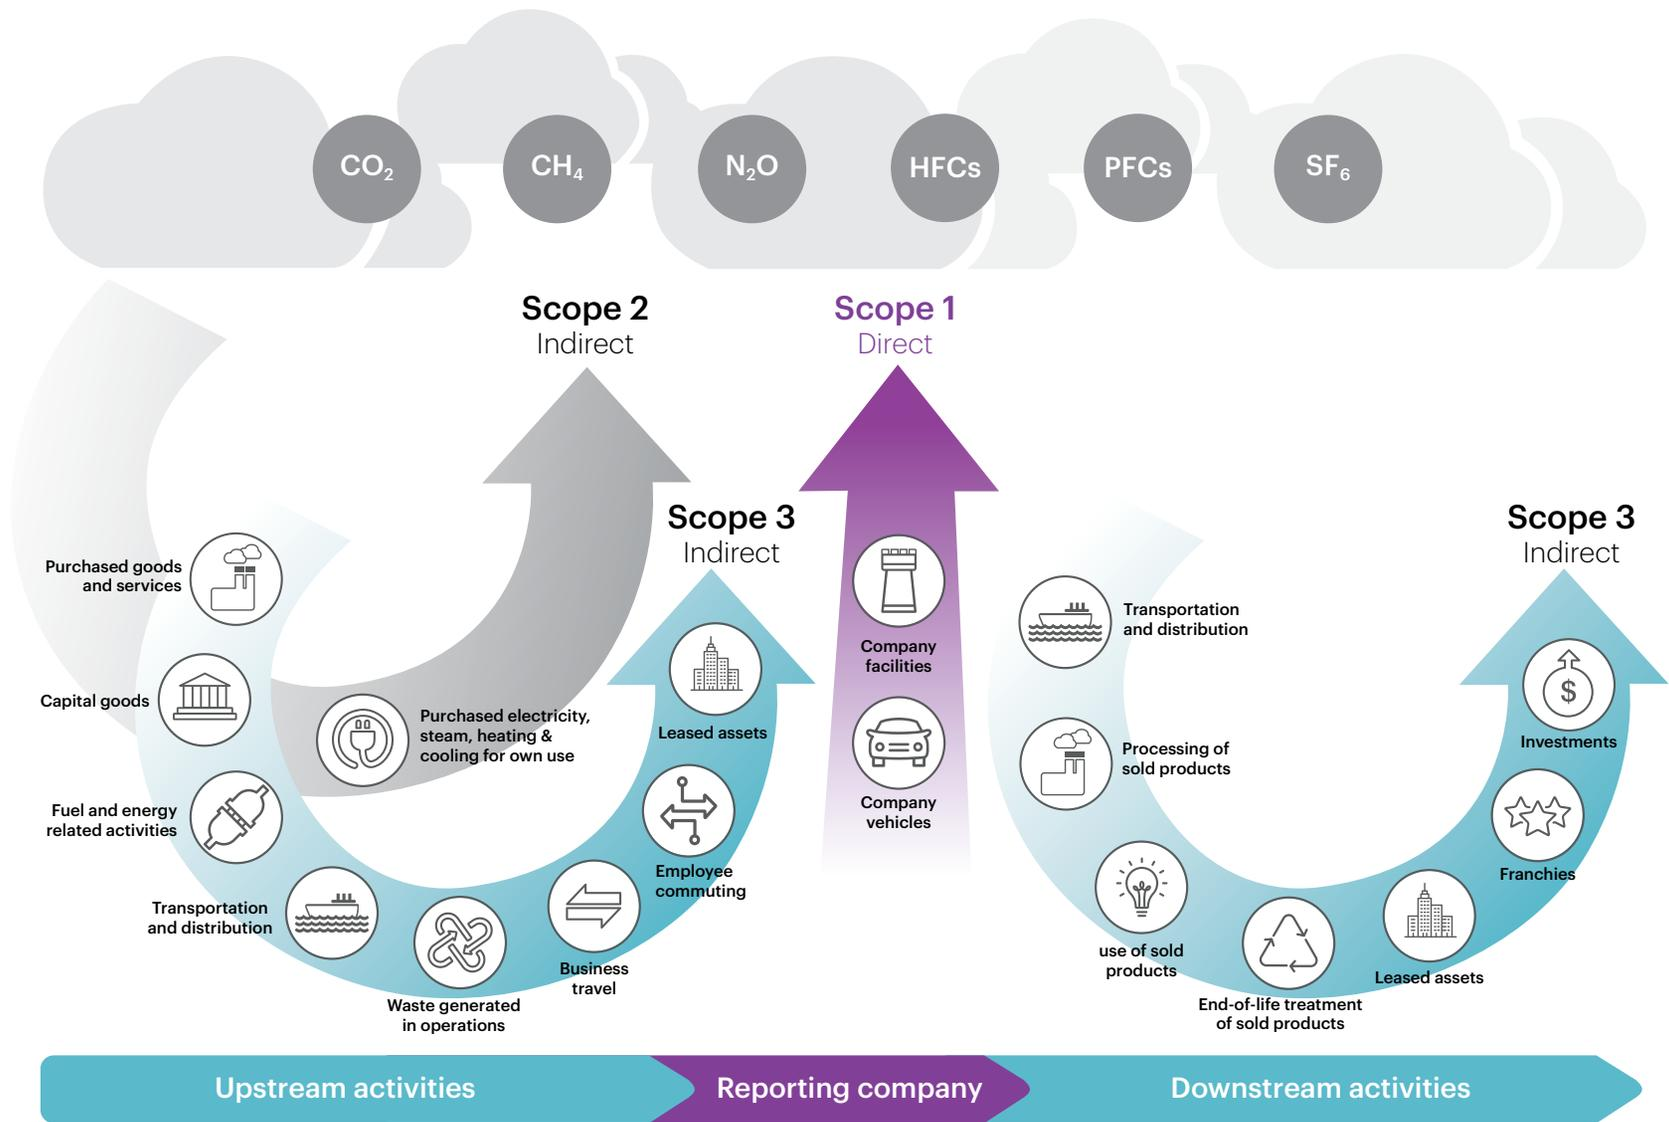 CO₂
CH₄
N₂O
HFCs
PFCs
SF₆
Scope 2
Indirect
Scope 1
Direct
Scope 3
Indirect
Scope 3
Indirect
Purchased goods
and services
Capital goods
Fuel and energy
related activities
Transportation
and distribution
Waste generated
in operations
Business
travel
Employee
commuting
Leased assets
Purchased electricity,
steam, heating &
cooling for own use
Company
facilities
Company
vehicles
Transportation
and distribution
Processing of
sold products
use of sold
products
End-of-life treatment
of sold products
Leased assets
Franchies
$
Investments
Upstream activities
Reporting company
Downstream activities